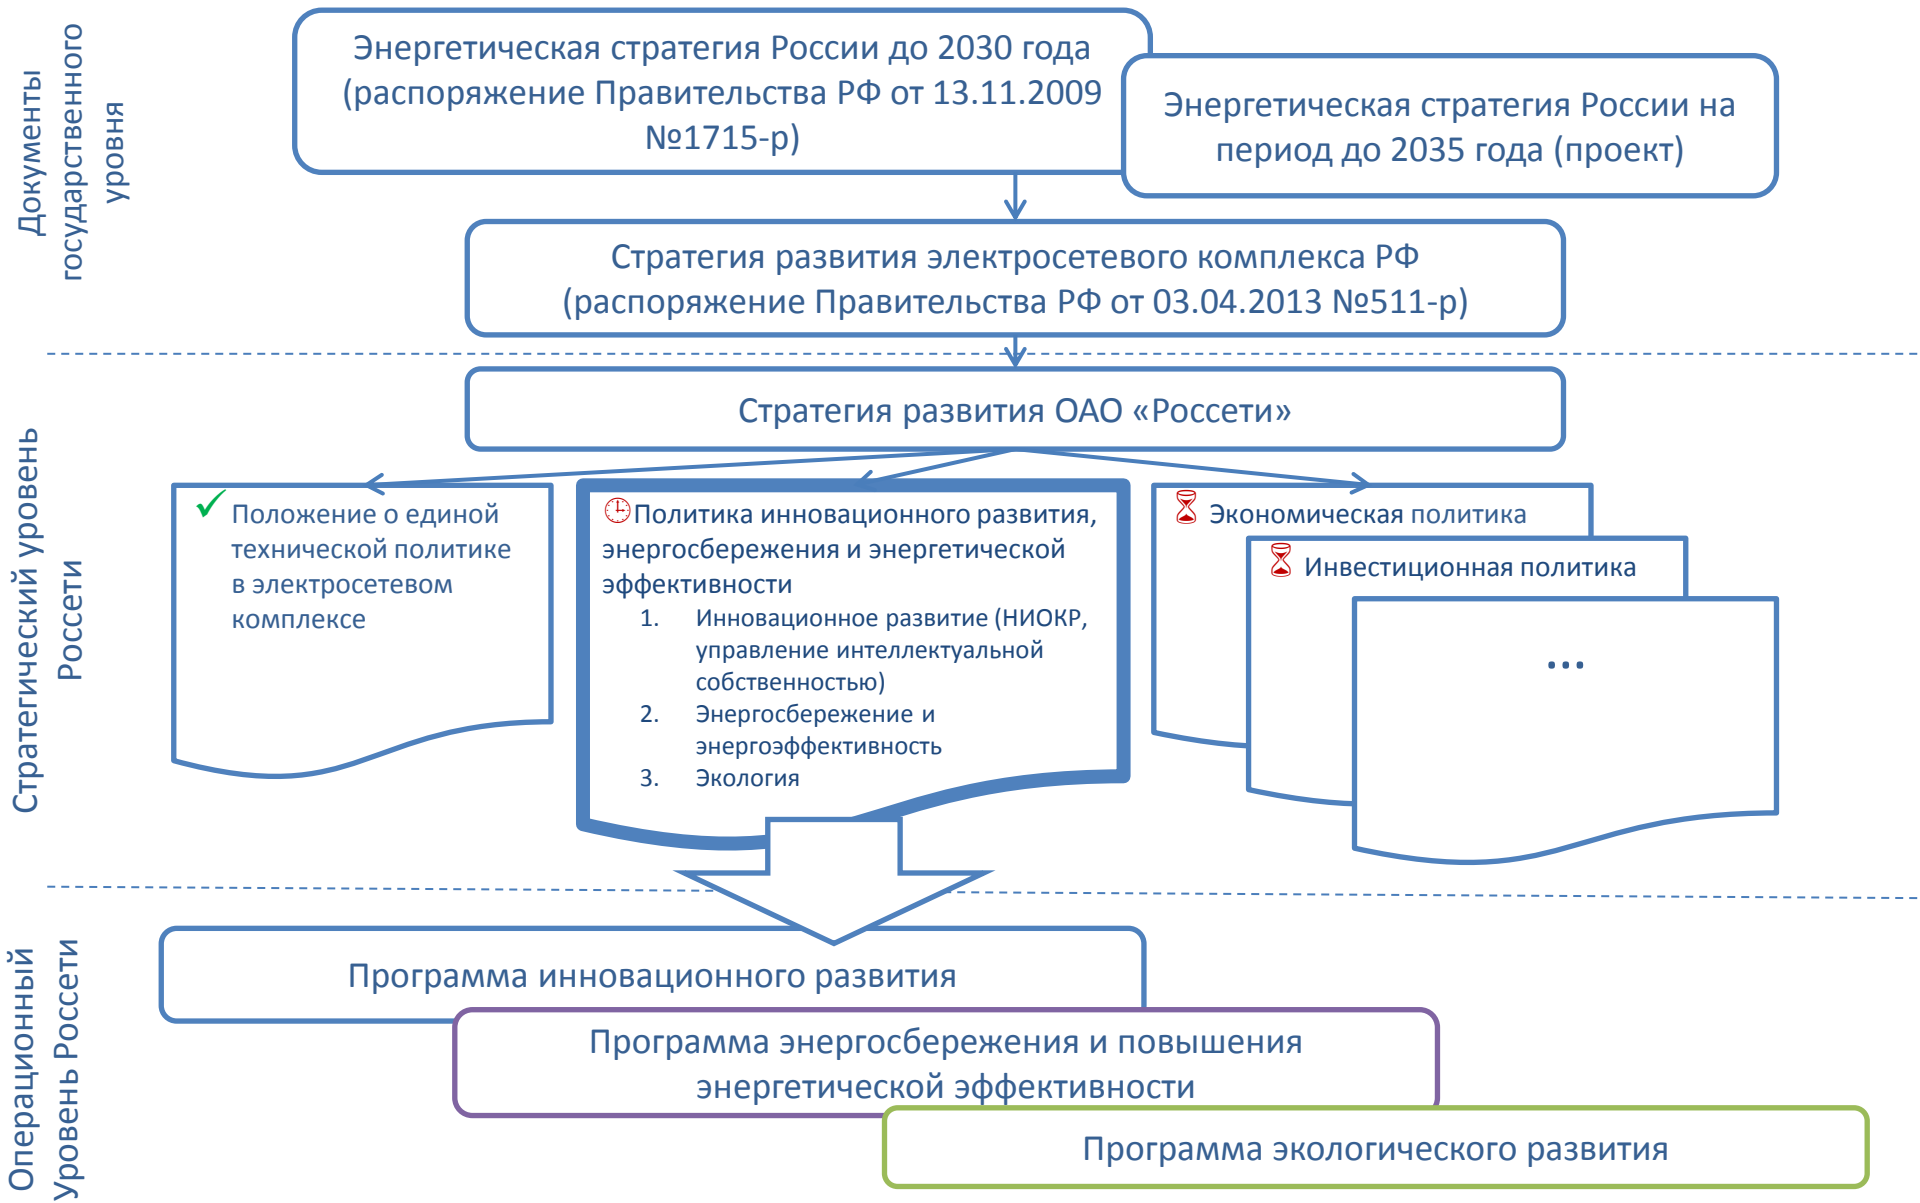 Документы
государственного
уровня
Энергетическая стратегия России до 2030 года
(распоряжение Правительства РФ от 13.11.2009
№1715-р)
Энергетическая стратегия России на
период до 2035 года (проект)
Стратегия развития электросетевого комплекса РФ
(распоряжение Правительства РФ от 03.04.2013 №511-р)
Стратегический уровень
Россети
Стратегия развития ОАО «Россети»
Положение о единой
технической политике
в электросетевом
комплексе
Политика инновационного развития,
энергосбережения и энергетической
эффективности
1. Инновационное развитие (НИОКР,
управление интеллектуальной
собственностью)
2. Энергосбережение и
энергоэффективность
3. Экология
Экономическая политика
Инвестиционная политика
...
Операционный
Уровень Россети
Программа инновационного развития
Программа энергосбережения и повышения
энергетической эффективности
Программа экологического развития